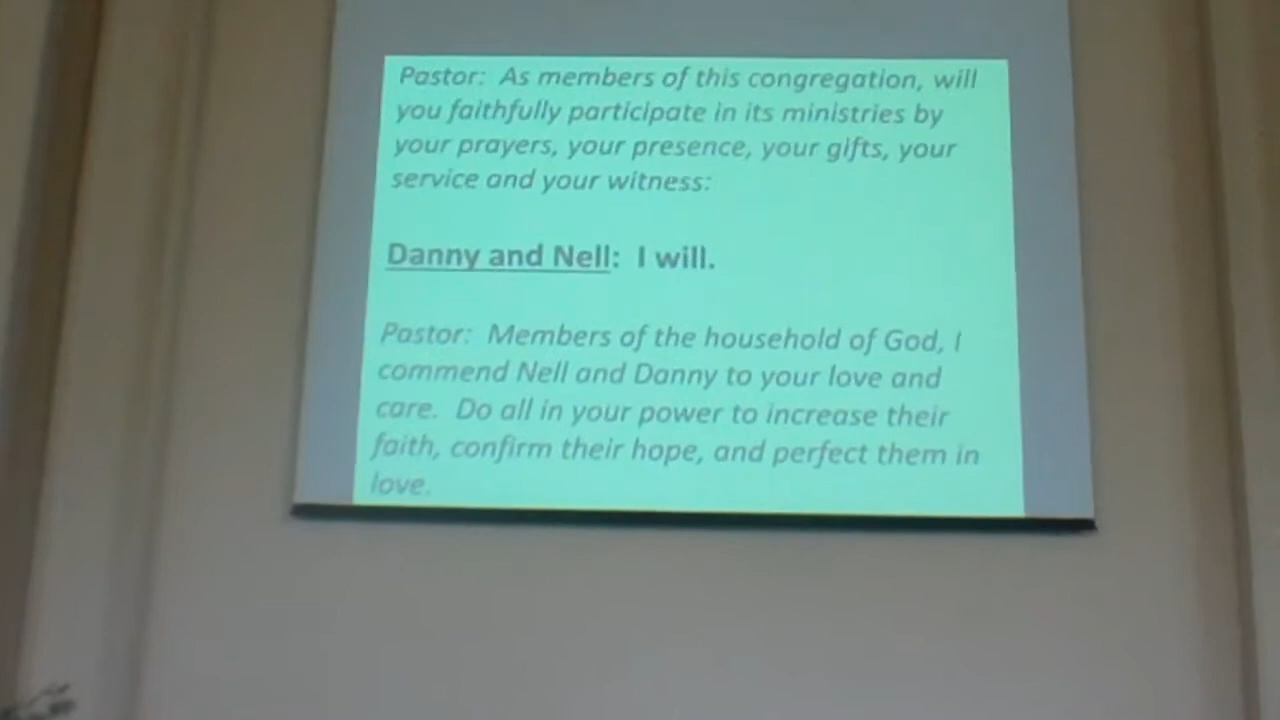 Pastor: As members of this congregation, will
you faithfully participate in its ministries by
your prayers, your presence, your gifts, your
service and your witness:
Danny and Nell: I will.
Pastor: Members of the household of God, I
commend Nell and Danny to your love and
care. Do all in your power to increase their
faith, confirm their hope, and perfect them in
love.